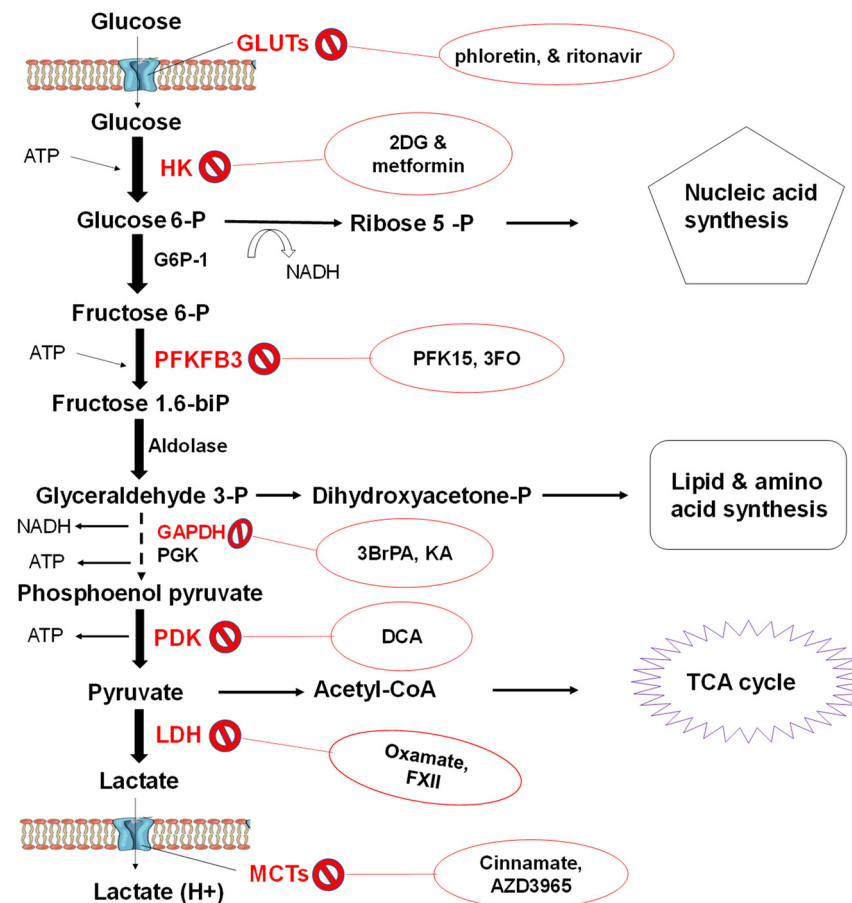 Glucose
GLUTs
phloretin, & ritonavir
Glucose
ATP
HK
2DG &
metformin
Nucleic acid
synthesis
Glucose 6-P
Ribose 5 -P
G6P-1
NADH
Fructose 6-P
ATP
PFKFB3
PFK15, 3FO
Fructose 1.6-biP
Aldolase
Glyceraldehyde 3-P
Dihydroxyacetone-P
Lipid & amino
acid synthesis
NADH
GAPDH
PGK
3BrPA, KA
ATP
Phosphoenol pyruvate
ATP
PDK
DCA
Pyruvate
Acetyl-CoA
TCA cycle
LDH
Oxamate,
FXII
Lactate
MCTs
Cinnamate,
AZD3965
Lactate (H+)